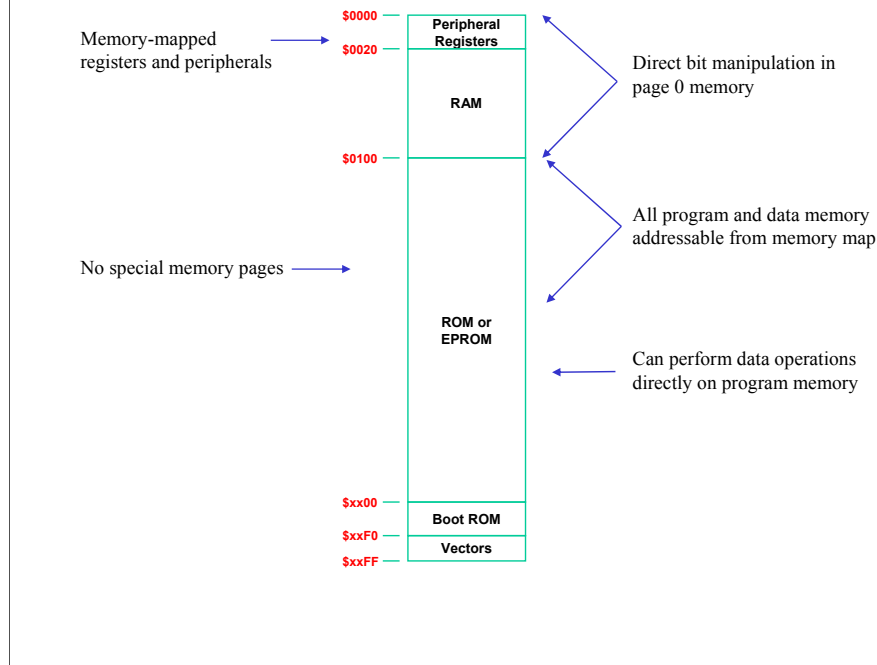 $0000
Peripheral
Registers
Memory-mapped
registers and peripherals
$0020
Direct bit manipulation in
page 0 memory
RAM
$0100
All program and data memory
addressable from memory map
No special memory pages
ROM or
EPROM
Can perform data operations
directly on program memory
$xx00
Boot ROM
$xxF0
Vectors
$xxFF